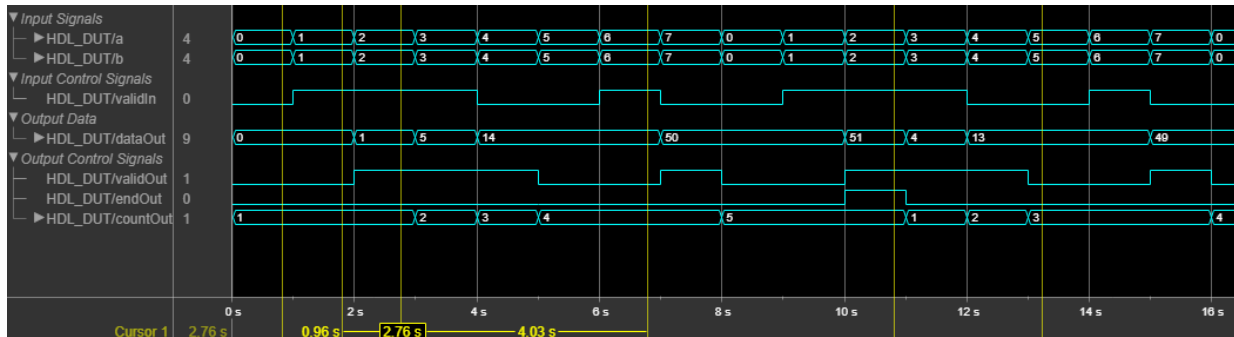 ▼ Input Signals
▶HDL_DUT/a 4 0 1 2 3 4 5 6 7 0 1 2 3 4 5 6 7 0
▶HDL_DUT/b 4 0 1 2 3 4 5 6 7 0 1 2 3 4 5 6 7 0
▼ Input Control Signals
HDL_DUT/validIn 0
▼ Output Data
▶HDL_DUT/dataOut 9 0 1 5 14 50 51 4 13 49
▼ Output Control Signals
HDL_DUT/validOut 1
HDL_DUT/endOut 0
▶HDL_DUT/countOut 1 1 2 3 4 5 1 2 3 4
0 s 2 s 4 s 6 s 8 s 10 s 12 s 14 s 16 s
Cursor 1 2.76 s 0.96 s 2.76 s 4.03 s